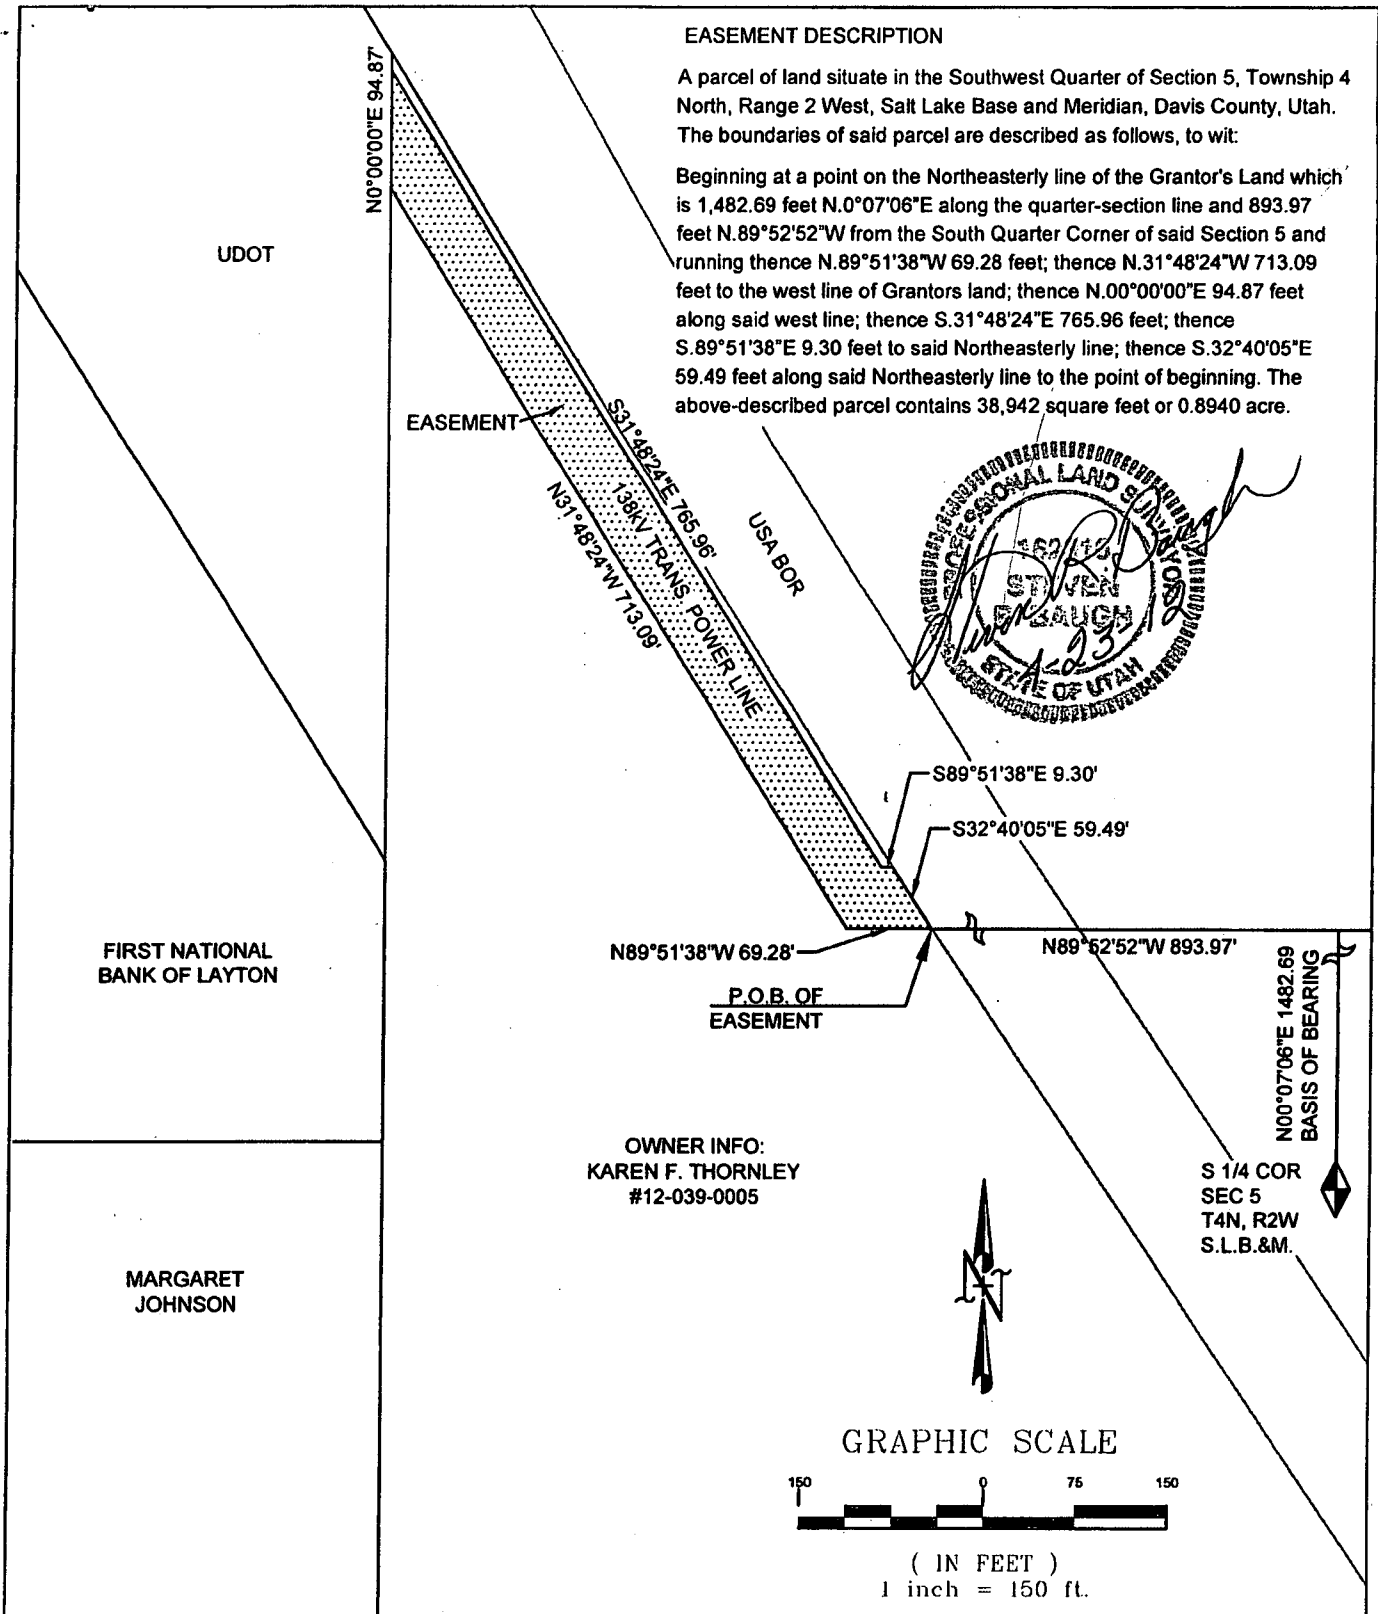 EASEMENT DESCRIPTION
A parcel of land situate in the Southwest Quarter of Section 5, Township 4
North, Range 2 West, Salt Lake Base and Meridian, Davis County, Utah.
The boundaries of said parcel are described as follows, to wit:
Beginning at a point on the Northeasterly line of the Grantor's Land which
is 1,482.69 feet N.0°07'06"E along the quarter-section line and 893.97
feet N.89°52'52"W from the South Quarter Corner of said Section 5 and
running thence N.89°51'38"W 69.28 feet; thence N.31°48'24"W 713.09
feet to the west line of Grantors land; thence N.00°00'00"E 94.87 feet
along said west line; thence S.31°48'24"E 765.96 feet; thence
S.89°51'38"E 9.30 feet to said Northeasterly line; thence S.32°40'05"E
59.49 feet along said Northeasterly line to the point of beginning. The
above-described parcel contains 38,942 square feet or 0.8940 acre.
N0°00'00"E 94.87'
UDOT
EASEMENT
S31°48'24"E 765.96'
138kV TRANS. POWER LINE
N31°48'24"W 713.09'
USA BOR
PROFESSIONAL LAND SURVEYOR
STEVEN
BAUGH
STATE OF UTAH
S89°51'38"E 9.30'
S32°40'05"E 59.49'
N89°51'38"W 69.28'
N89°52'52"W 893.97'
P.O.B. OF
EASEMENT
FIRST NATIONAL
BANK OF LAYTON
N00°07'06"E 1482.69
BASIS OF BEARING
OWNER INFO:
KAREN F. THORNLEY
#12-039-0005
S 1/4 COR
SEC 5
T4N, R2W
S.L.B.&M.
MARGARET
JOHNSON
N
GRAPHIC SCALE
150 0 75 150
( IN FEET )
1 inch = 150 ft.